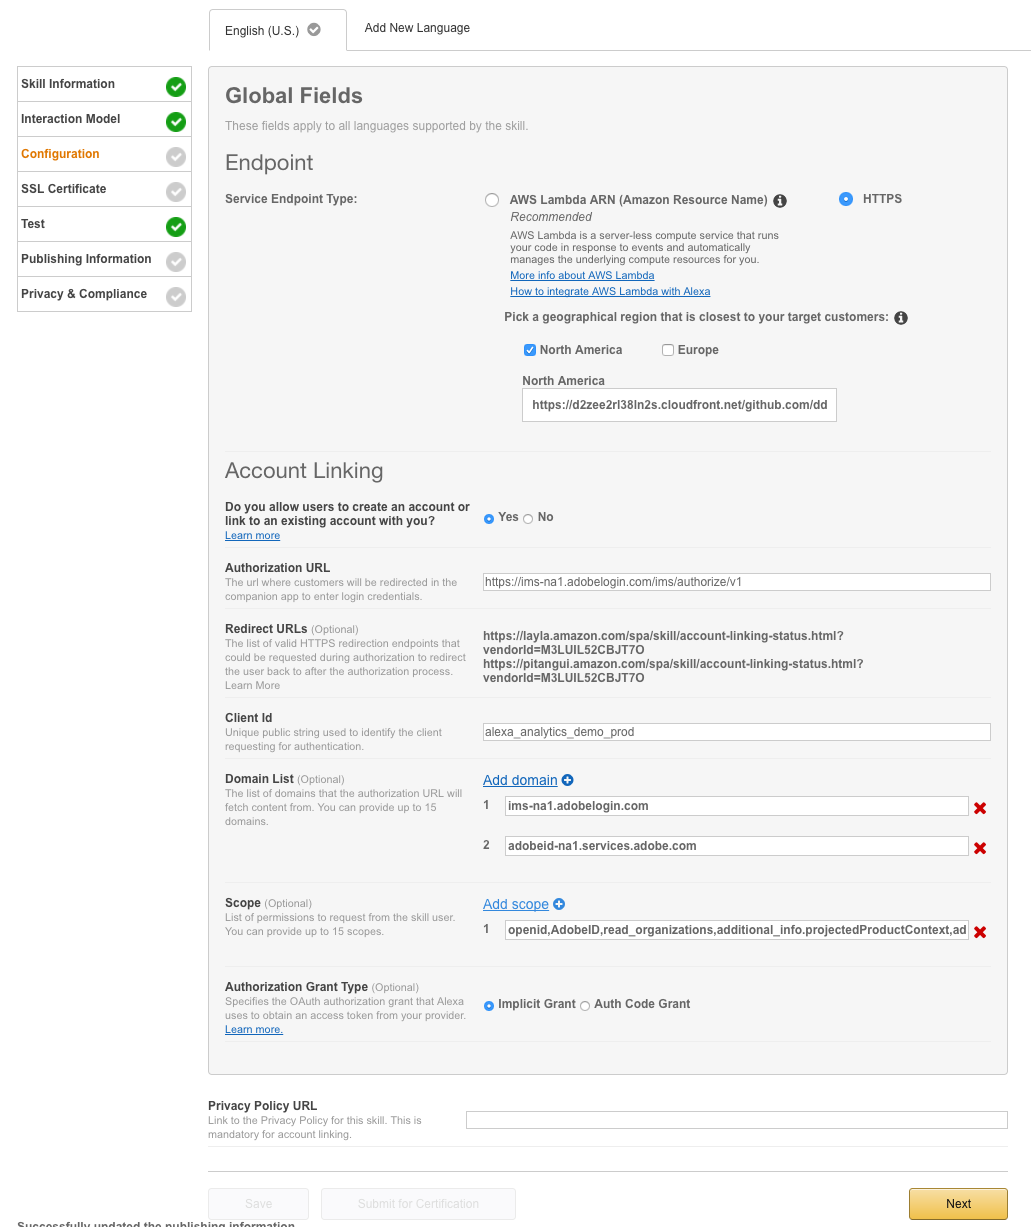 English (U.S.)
Add New Language
Skill Information
Interaction Model
Configuration
SSL Certificate
Test
Publishing Information
Privacy & Compliance
Global Fields
These fields apply to all languages supported by the skill.
Endpoint
Service Endpoint Type:
AWS Lambda ARN (Amazon Resource Name)
HTTPS
Recommended
AWS Lambda is a server-less compute service that runs
your code in response to events and automatically
manages the underlying compute resources for you.
More info about AWS Lambda
How to integrate AWS Lambda with Alexa
Pick a geographical region that is closest to your target customers:
North America
Europe
North America
https://d2zee2rl38ln2s.cloudfront.net/github.com/dd
Account Linking
Do you allow users to create an account or
link to an existing account with you?
Learn more
Yes
No
Authorization URL
The url where customers will be redirected in the
companion app to enter login credentials.
https://ims-na1.adobelogin.com/ims/authorize/v1
Redirect URLs (Optional)
The list of valid HTTPS redirection endpoints that
could be requested during authorization to redirect
the user back to after the authorization process.
Learn More
https://layla.amazon.com/spa/skill/account-linking-status.html?
vendorId=M3LUIL52CBJT7O
https://pitangui.amazon.com/spa/skill/account-linking-status.html?
vendorId=M3LUIL52CBJT7O
Client Id
Unique public string used to identify the client
requesting for authentication.
alexa_analytics_demo_prod
Domain List (Optional)
The list of domains that the authorization URL will
fetch content from. You can provide up to 15
domains.
Add domain
1 ims-na1.adobelogin.com
2 adobeid-na1.services.adobe.com
Scope (Optional)
List of permissions to request from the skill user.
You can provide up to 15 scopes.
Add scope
1 openid,AdobeID,read_organizations,additional_info.projectedProductContext,ad
Authorization Grant Type (Optional)
Specifies the OAuth authorization grant that Alexa
uses to obtain an access token from your provider.
Learn more.
Implicit Grant
Auth Code Grant
Privacy Policy URL
Link to the Privacy Policy for this skill. This is
mandatory for account linking.
Save
Submit for Certification
Next
Successfully updated the publishing information